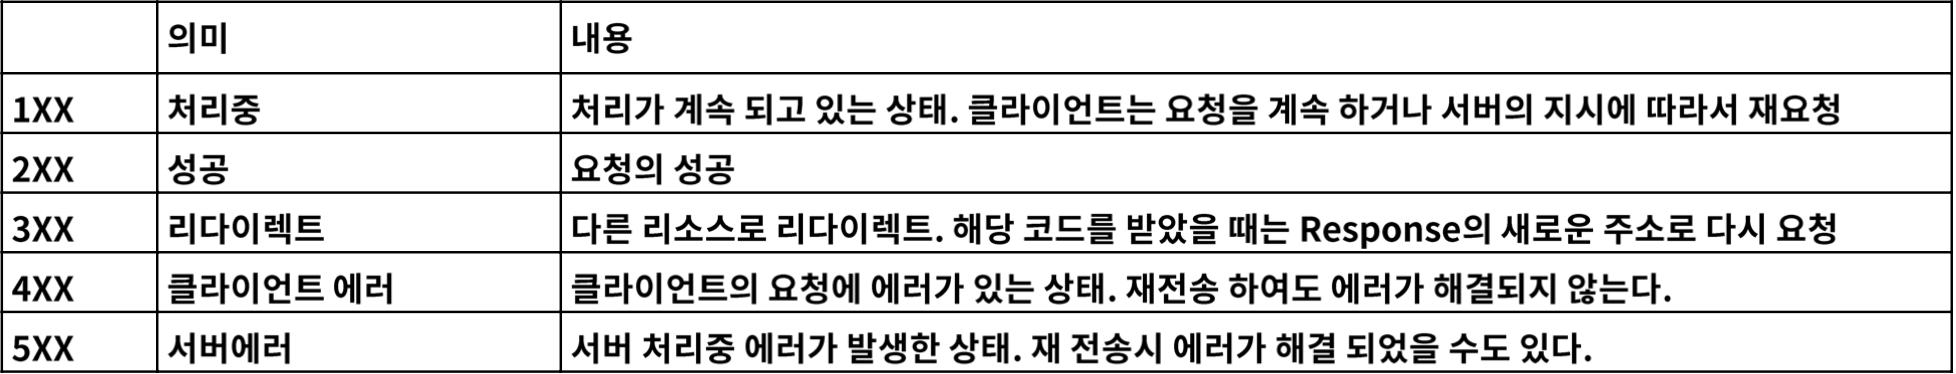 의미 내용
1XX 처리중 처리가 계속 되고 있는 상태. 클라이언트는 요청을 계속 하거나 서버의 지시에 따라서 재요청
2XX 성공 요청의 성공
3XX 리다이렉트 다른 리소스로 리다이렉트. 해당 코드를 받았을 때는 Response의 새로운 주소로 다시 요청
4XX 클라이언트 에러 클라이언트의 요청에 에러가 있는 상태. 재전송 하여도 에러가 해결되지 않는다.
5XX 서버에러 서버 처리중 에러가 발생한 상태. 재 전송시 에러가 해결 되었을 수도 있다.